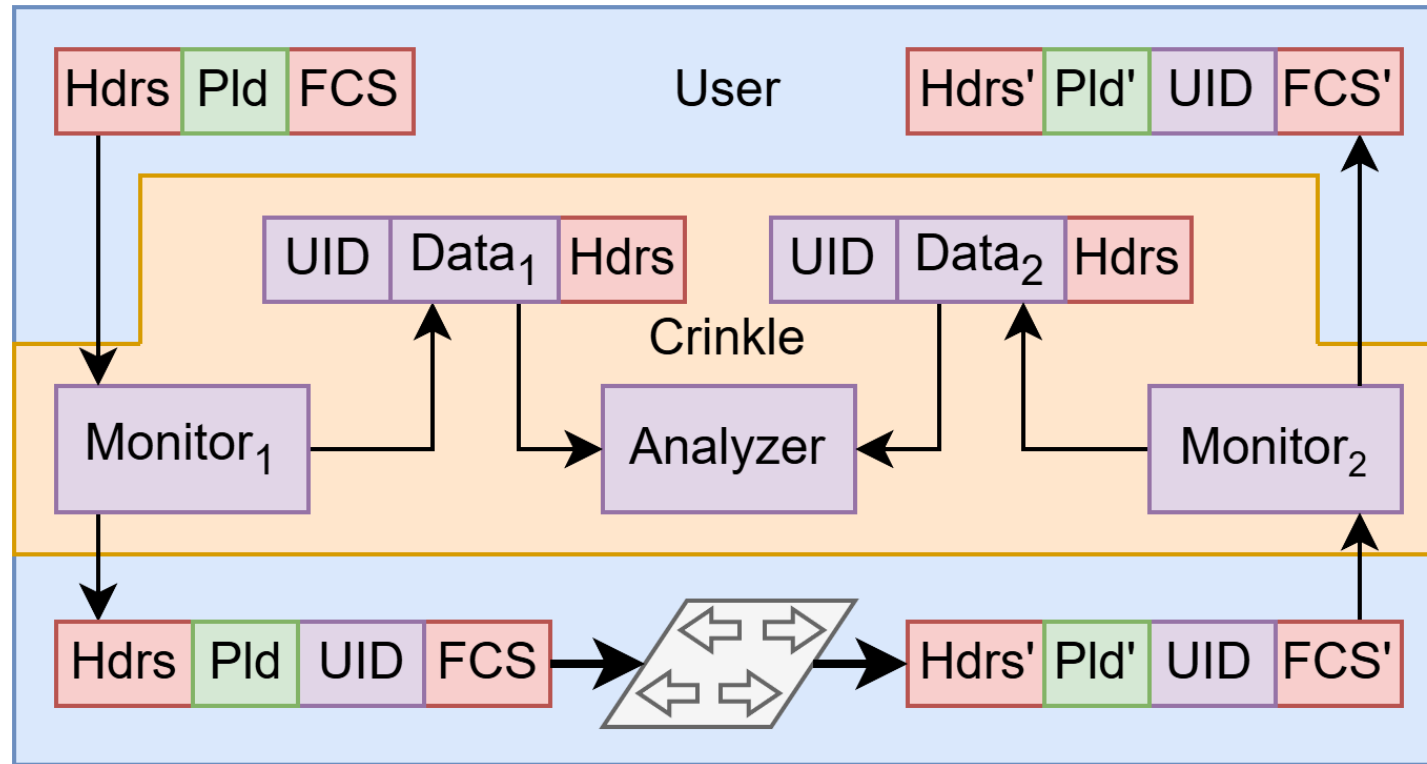 Hdrs Pld FCS User Hdrs' Pld' UID FCS'
UID Data₁ Hdrs UID Data₂ Hdrs
Crinkle
Monitor₁ Analyzer Monitor₂
Hdrs Pld UID FCS Hdrs' Pld' UID FCS'